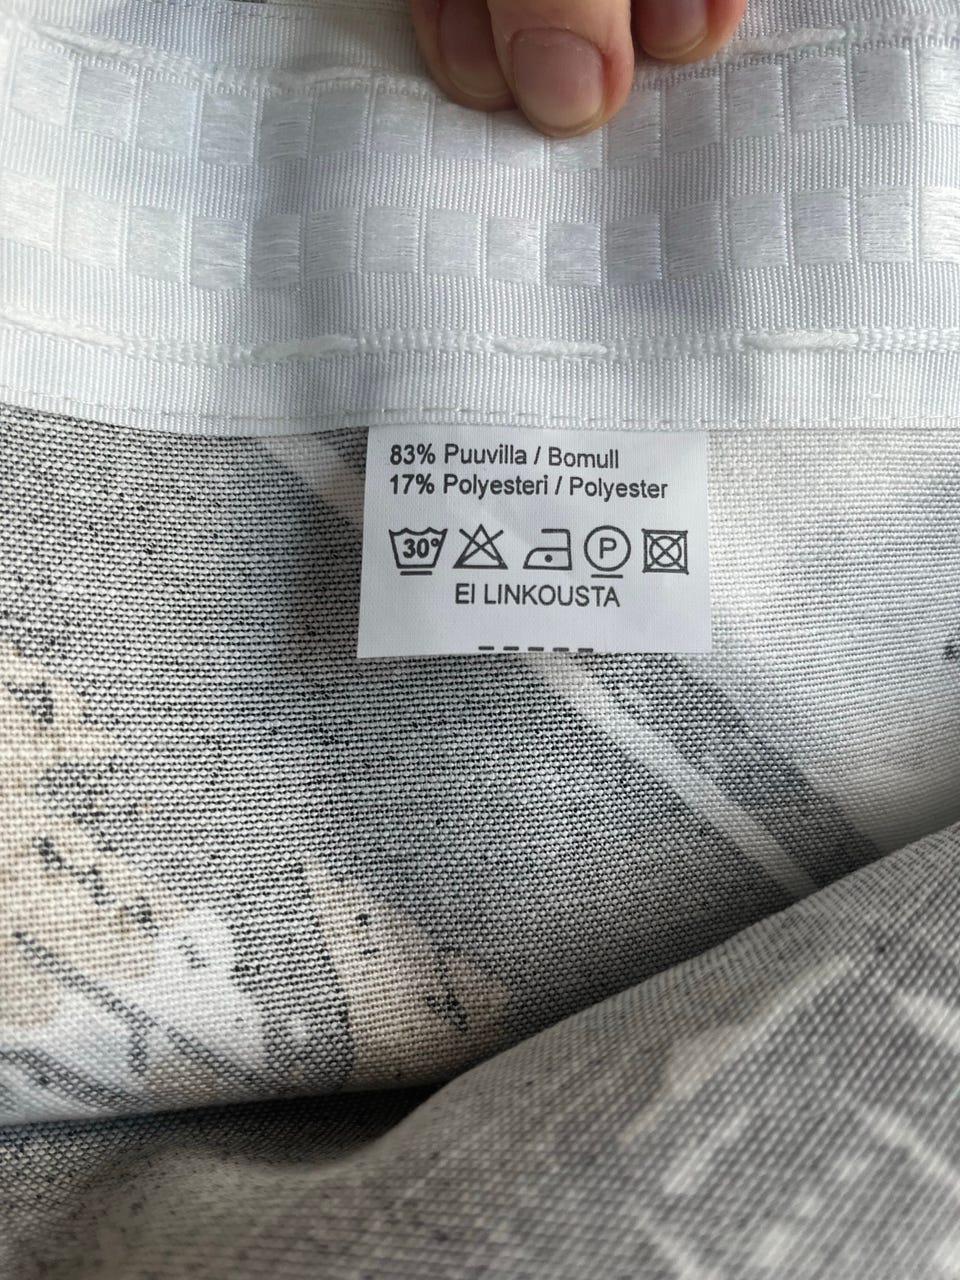 83% Puuvilla / Bomull
17% Polyesteri / Polyester
30° P
EI LINKOUSTA